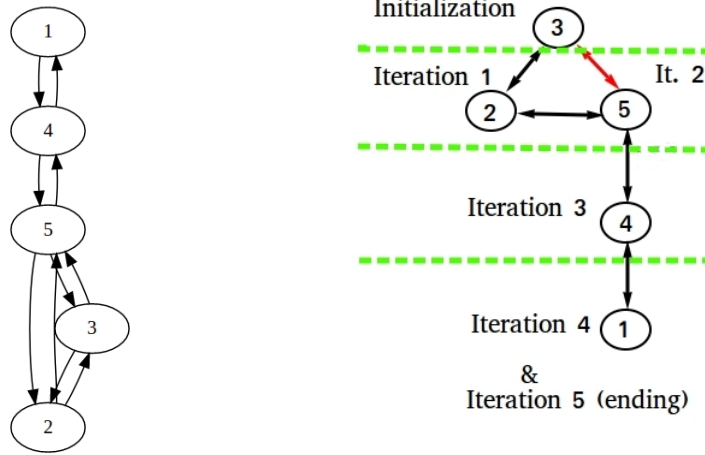 1
4
5
3
2
Initialization
3
Iteration 1
It. 2
2
5
Iteration 3
4
Iteration 4
1
&
Iteration 5 (ending)